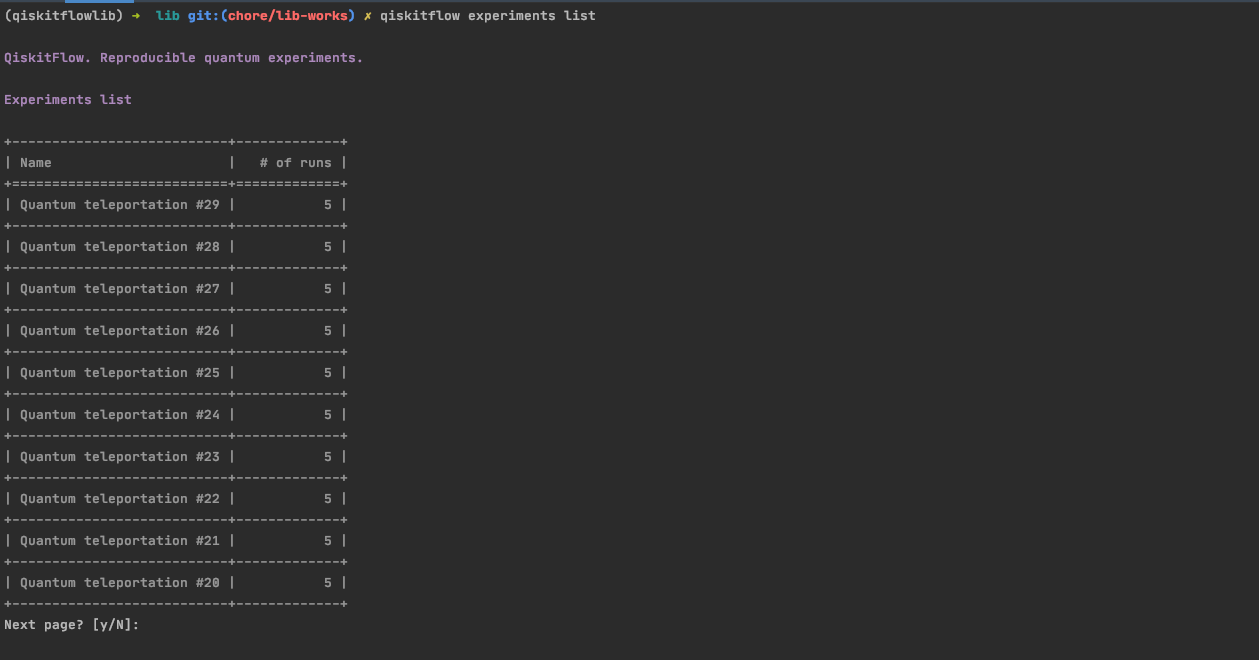 (qiskitflowlib) → lib git:(chore/lib-works) ✗ qiskitflow experiments list
QiskitFlow. Reproducible quantum experiments.
Experiments list
+---------------------------+-------------+
| Name                      |   # of runs |
+===========================+=============+
| Quantum teleportation #29 |           5 |
+---------------------------+-------------+
| Quantum teleportation #28 |           5 |
+---------------------------+-------------+
| Quantum teleportation #27 |           5 |
+---------------------------+-------------+
| Quantum teleportation #26 |           5 |
+---------------------------+-------------+
| Quantum teleportation #25 |           5 |
+---------------------------+-------------+
| Quantum teleportation #24 |           5 |
+---------------------------+-------------+
| Quantum teleportation #23 |           5 |
+---------------------------+-------------+
| Quantum teleportation #22 |           5 |
+---------------------------+-------------+
| Quantum teleportation #21 |           5 |
+---------------------------+-------------+
| Quantum teleportation #20 |           5 |
+---------------------------+-------------+
Next page? [y/N]: